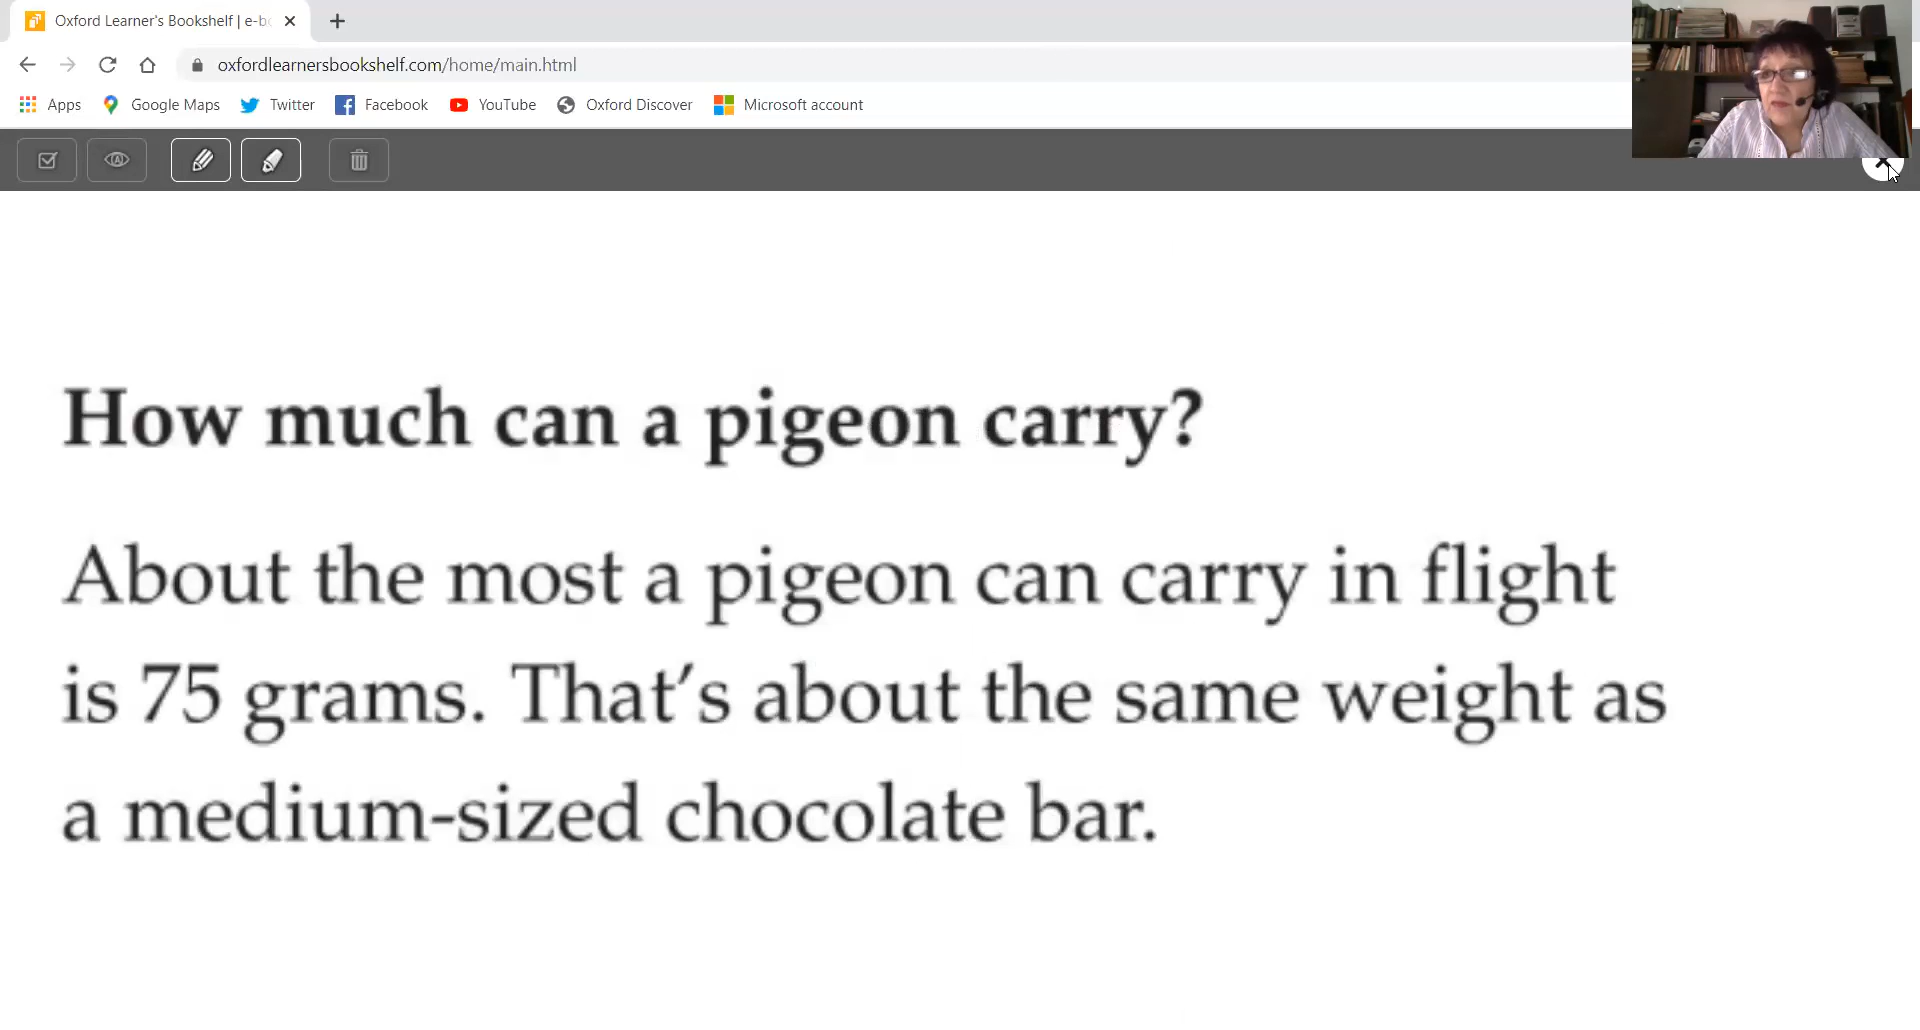 Oxford Learner's Bookshelf | e-b
oxfordlearnersbookshelf.com/home/main.html
Apps Google Maps Twitter Facebook YouTube Oxford Discover Microsoft account
How much can a pigeon carry?
About the most a pigeon can carry in flight
is 75 grams. That's about the same weight as
a medium-sized chocolate bar.